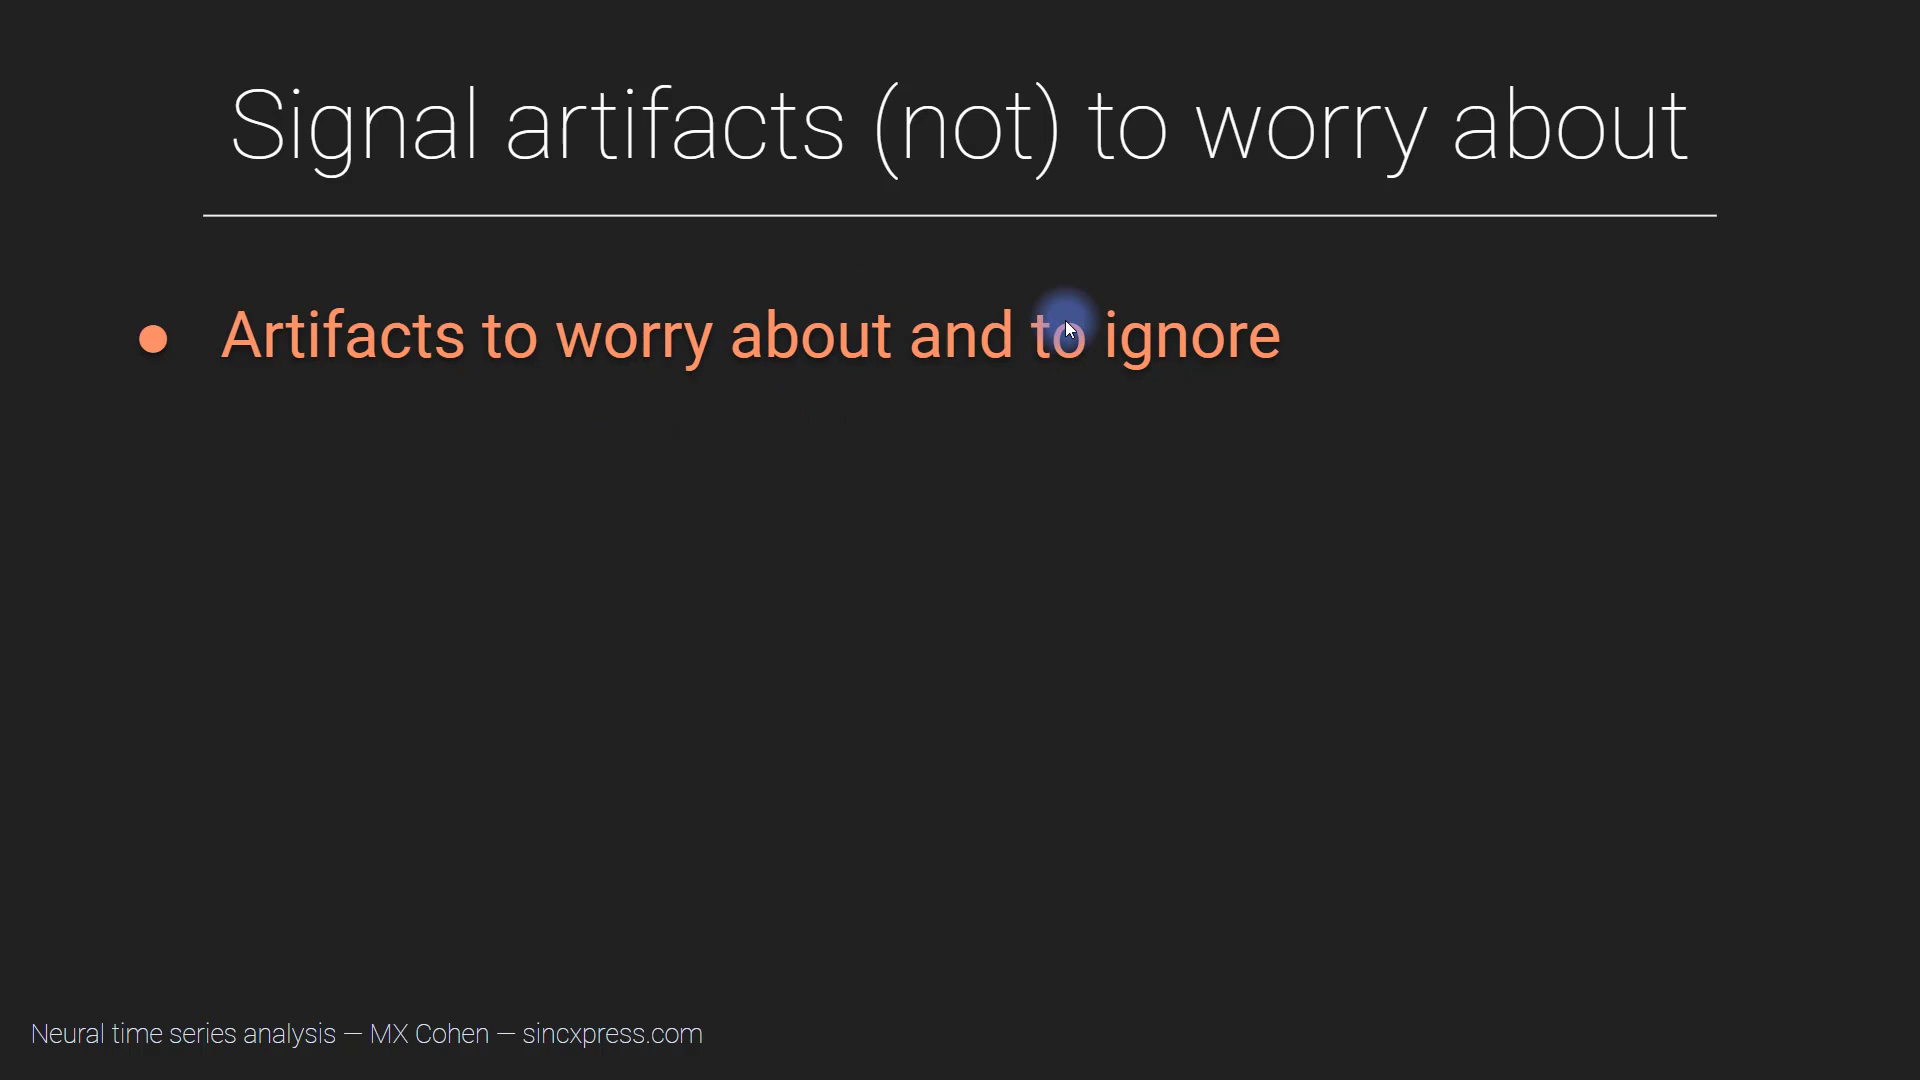 Signal artifacts (not) to worry about
● Artifacts to worry about and to ignore
Neural time series analysis — MX Cohen — sincxpress.com